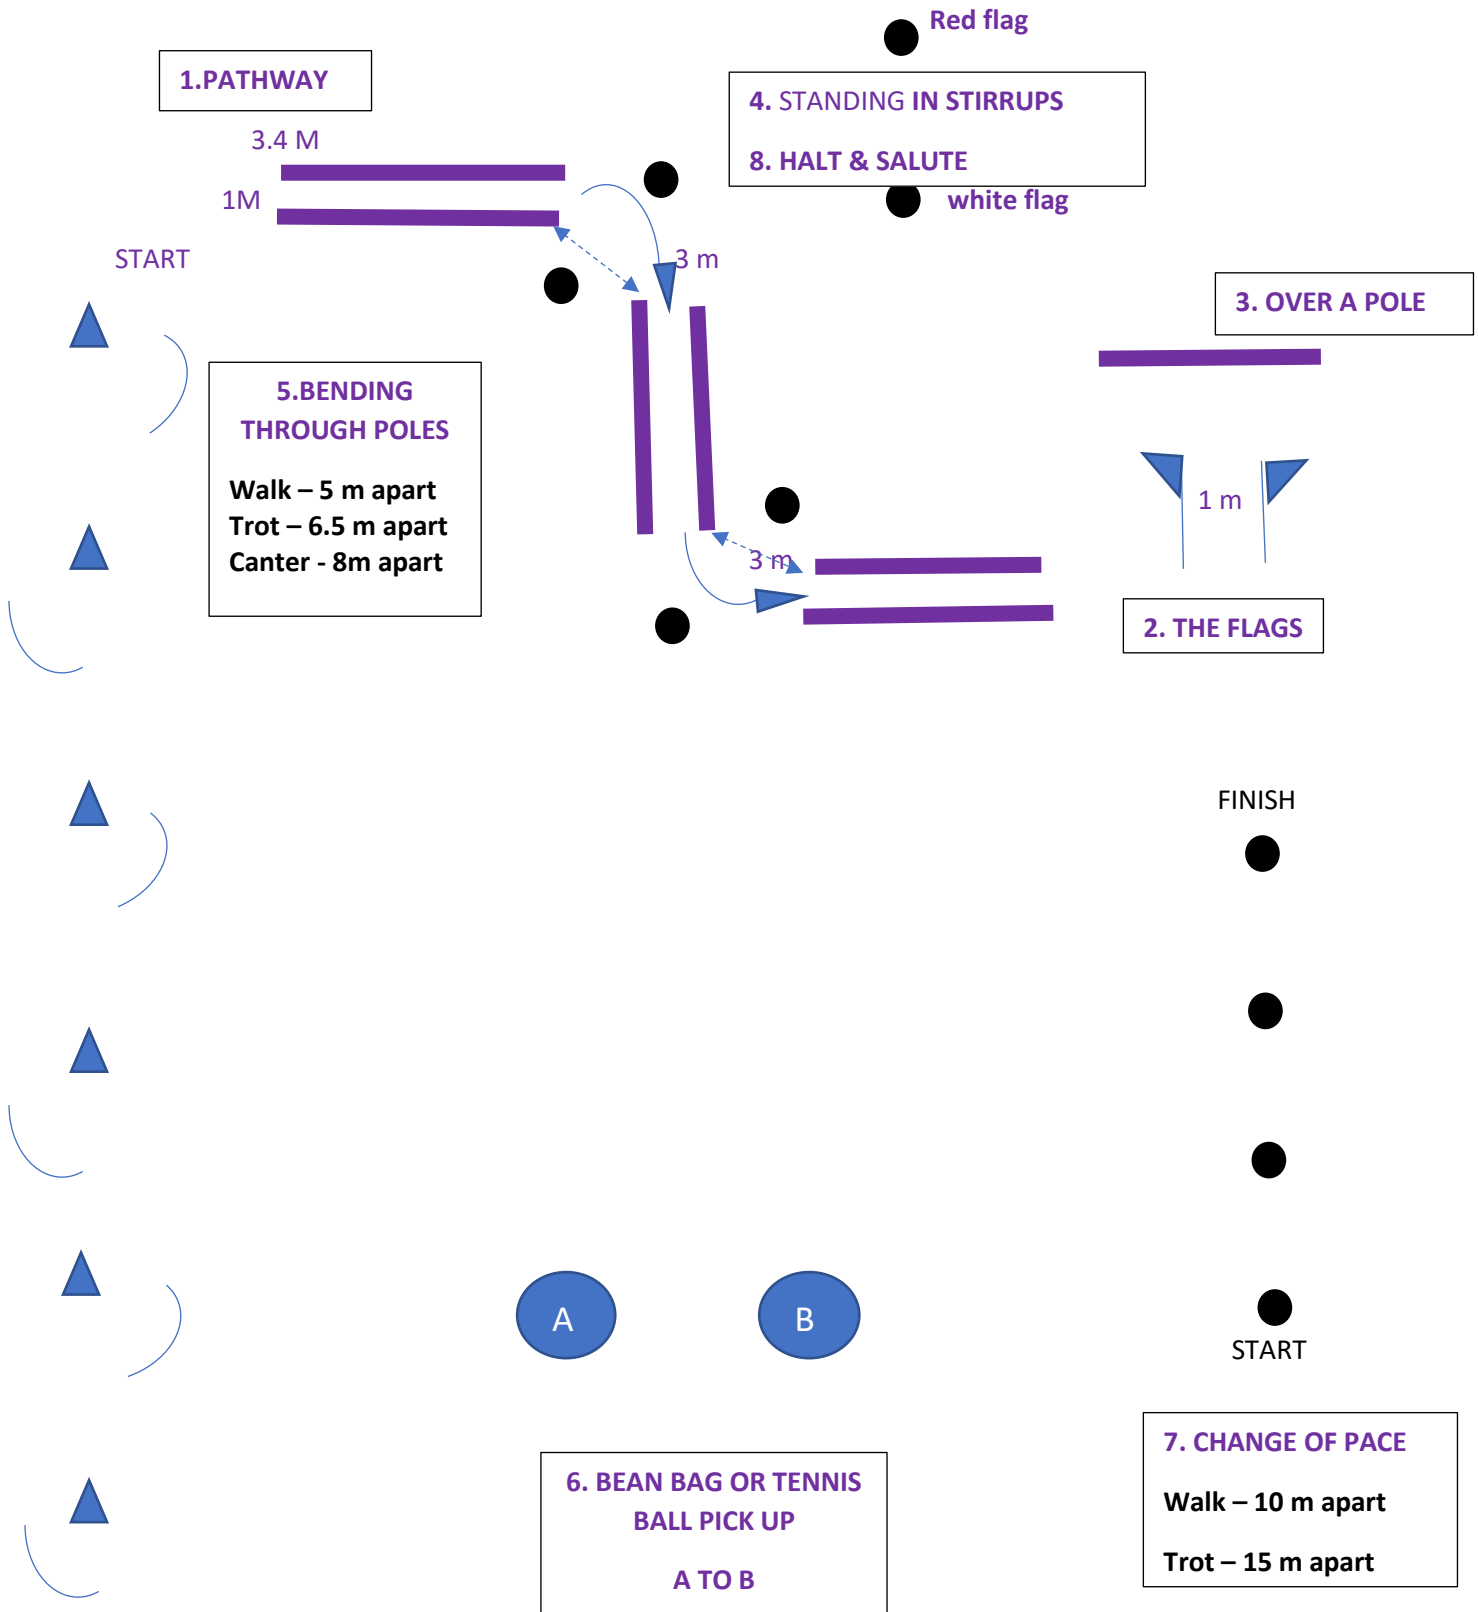 Red flag
1.PATHWAY
4. STANDING IN STIRRUPS
8. HALT & SALUTE
3.4 M
1M
white flag
START
3 m
3. OVER A POLE
5.BENDING
THROUGH POLES
Walk – 5 m apart
Trot – 6.5 m apart
Canter - 8m apart
1 m
3 m
2. THE FLAGS
FINISH
A
B
START
7. CHANGE OF PACE
Walk – 10 m apart
Trot – 15 m apart
6. BEAN BAG OR TENNIS
BALL PICK UP
A TO B